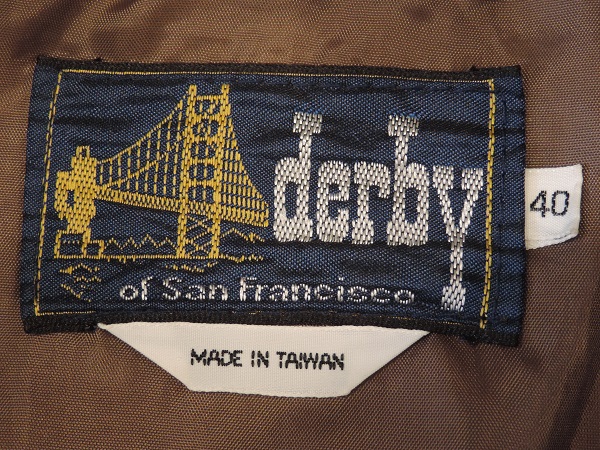 derby
of San Francisco
40
MADE IN TAIWAN